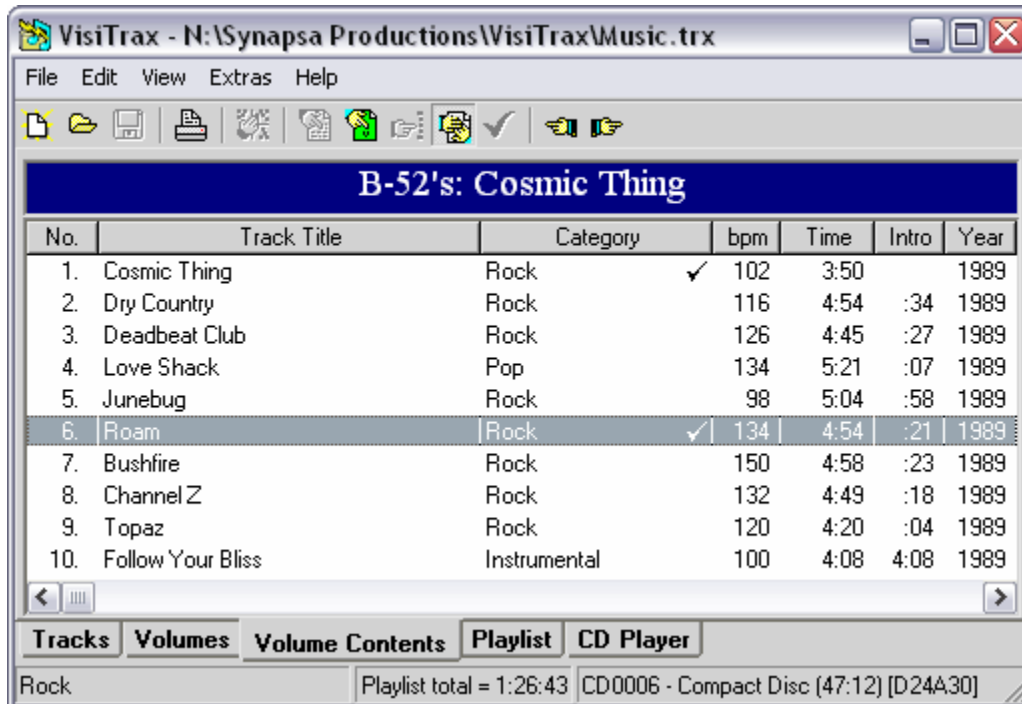 VisiTrax - N:\Synapsa Productions\VisiTrax\Music.trx
File Edit View Extras Help
B-52's: Cosmic Thing
No. Track Title Category bpm Time Intro Year
1. Cosmic Thing Rock ✓ 102 3:50 1989
2. Dry Country Rock 116 4:54 :34 1989
3. Deadbeat Club Rock 126 4:45 :27 1989
4. Love Shack Pop 134 5:21 :07 1989
5. Junebug Rock 98 5:04 :58 1989
6. Roam Rock ✓ 134 4:54 :21 1989
7. Bushfire Rock 150 4:58 :23 1989
8. Channel Z Rock 132 4:49 :18 1989
9. Topaz Rock 120 4:20 :04 1989
10. Follow Your Bliss Instrumental 100 4:08 4:08 1989
Tracks Volumes Volume Contents Playlist CD Player
Rock Playlist total = 1:26:43 CD0006 - Compact Disc (47:12) [D24A30]